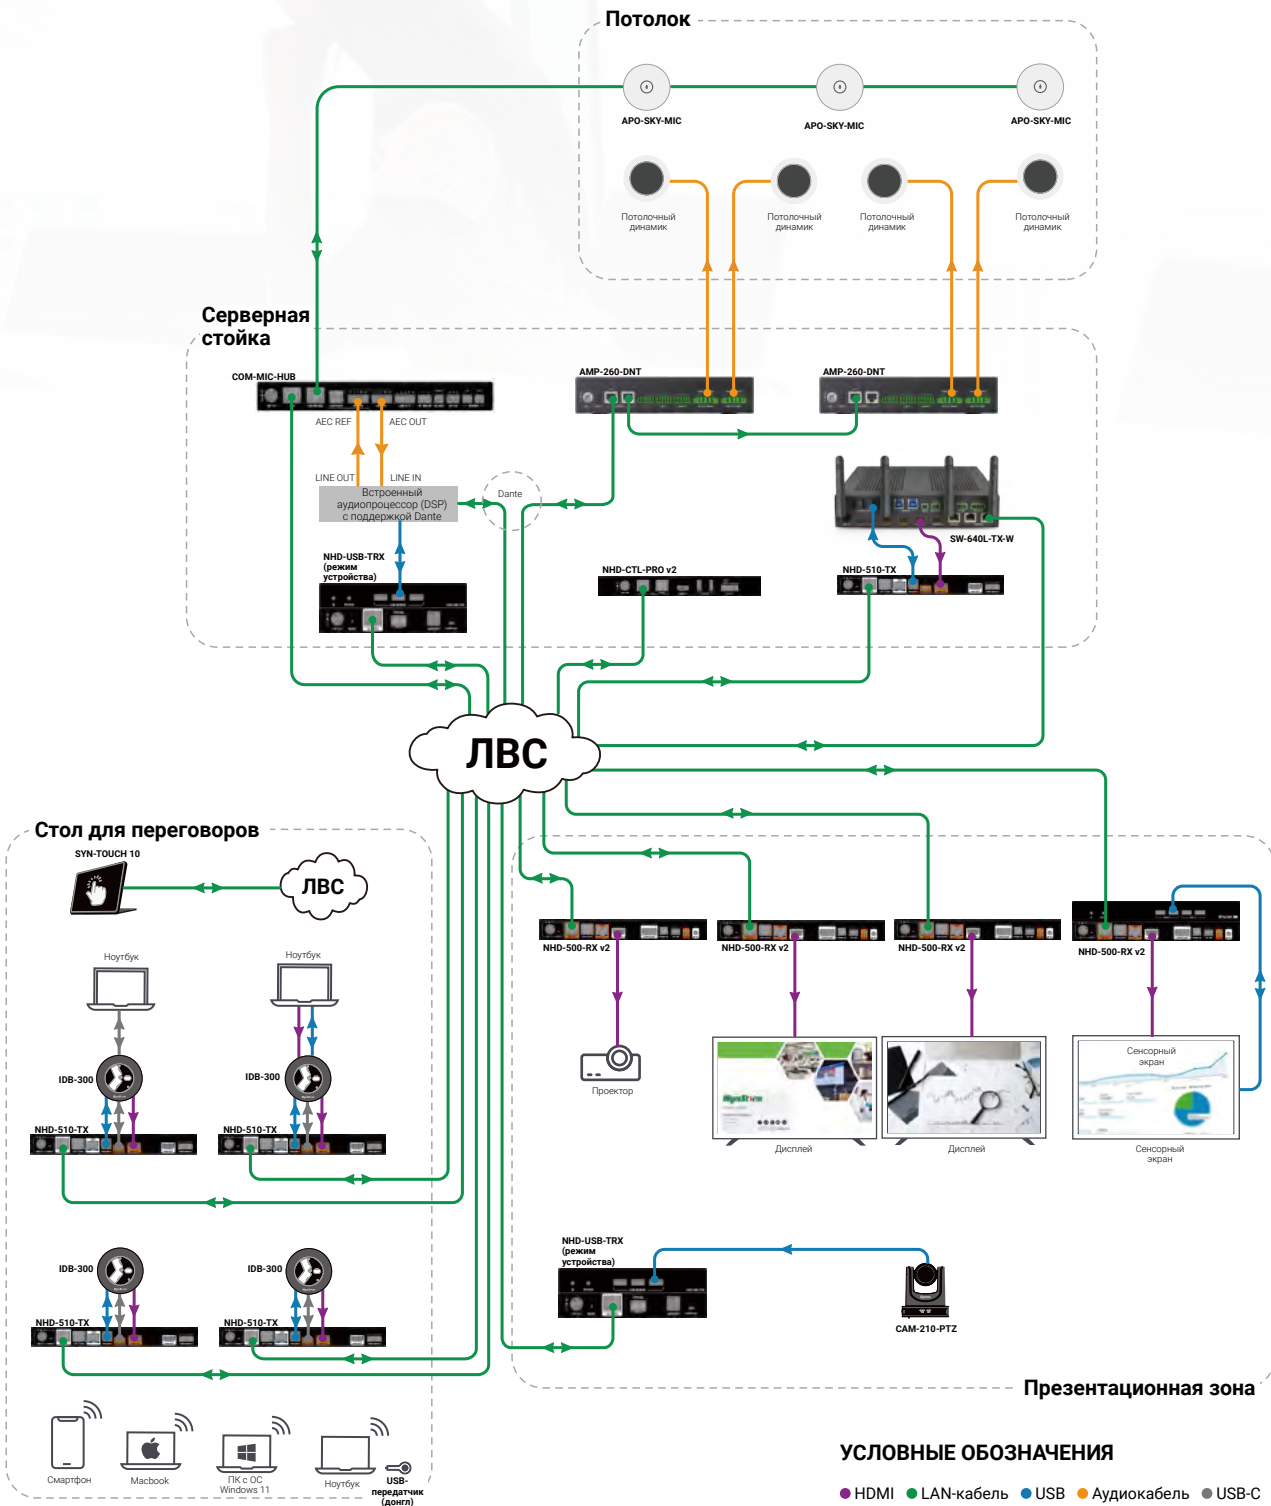 Потолок
APO-SKY-MIC
APO-SKY-MIC
APO-SKY-MIC
Потолочный
динамик
Потолочный
динамик
Потолочный
динамик
Потолочный
динамик
Серверная
стойка
COM-MIC-HUB
AMP-260-DNT
AMP-260-DNT
AEC REF
AEC OUT
LINE OUT
LINE IN
Встроенный
аудиопроцессор (DSP)
с поддержкой Dante
Dante
SW-640L-TX-W
NHD-USB-TRX
(режим
устройства)
NHD-CTL-PRO v2
NHD-510-TX
ЛВС
Стол для переговоров
SYN-TOUCH 10
ЛВС
Ноутбук
Ноутбук
IDB-300
IDB-300
NHD-510-TX
NHD-510-TX
IDB-300
IDB-300
NHD-510-TX
NHD-510-TX
Смартфон
Macbook
ПК с ОС
Windows 11
Ноутбук
USB-
передатчик
(донгл)
NHD-500-RX v2
NHD-500-RX v2
NHD-500-RX v2
NHD-500-RX v2
Проектор
WyreStorm
Дисплей
Дисплей
Сенсорный
экран
Сенсорный
экран
NHD-USB-TRX
(режим
устройства)
CAM-210-PTZ
Презентационная зона
УСЛОВНЫЕ ОБОЗНАЧЕНИЯ
HDMI
LAN-кабель
USB
Аудиокабель
USB-C